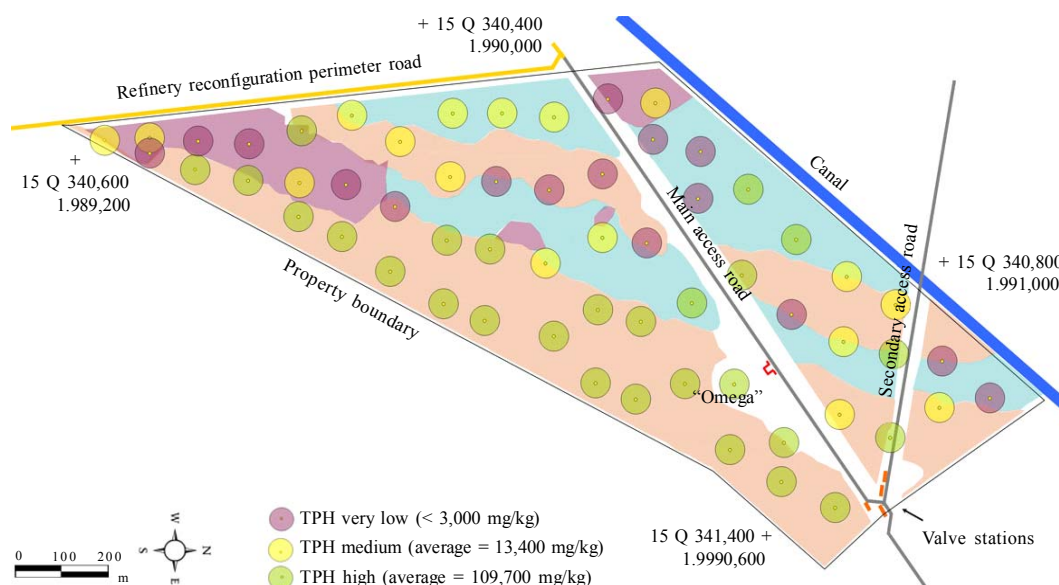 + 15 Q 340,400
1.990,000
Refinery reconfiguration perimeter road
+
15 Q 340,600
1.989,200
Canal
Main access road
Secondary access road
+ 15 Q 340,800
1.991,000
Property boundary
"Omega"
15 Q 341,400 +
1.9990,600
Valve stations
TPH very low (< 3,000 mg/kg)
TPH medium (average = 13,400 mg/kg)
TPH high (average = 109,700 mg/kg)
0 100 200
m
W
S N
E